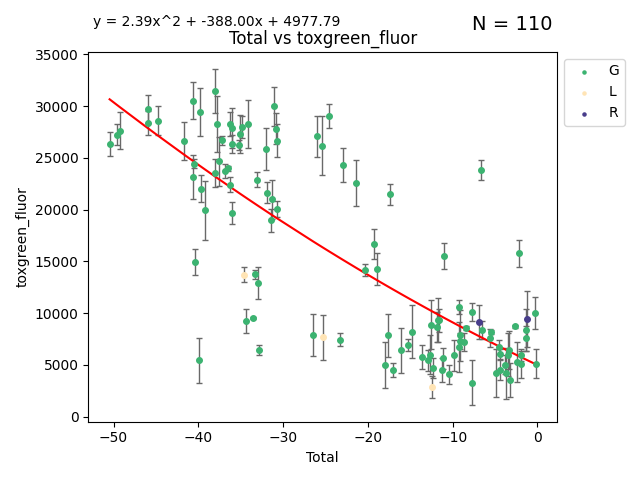 y = 2.39x^2 + -388.00x + 4977.79
N = 110
Total vs toxgreen_fluor
35000
30000
25000
20000
15000
10000
5000
0
toxgreen_fluor
−50
−40
−30
−20
−10
0
Total
G
L
R